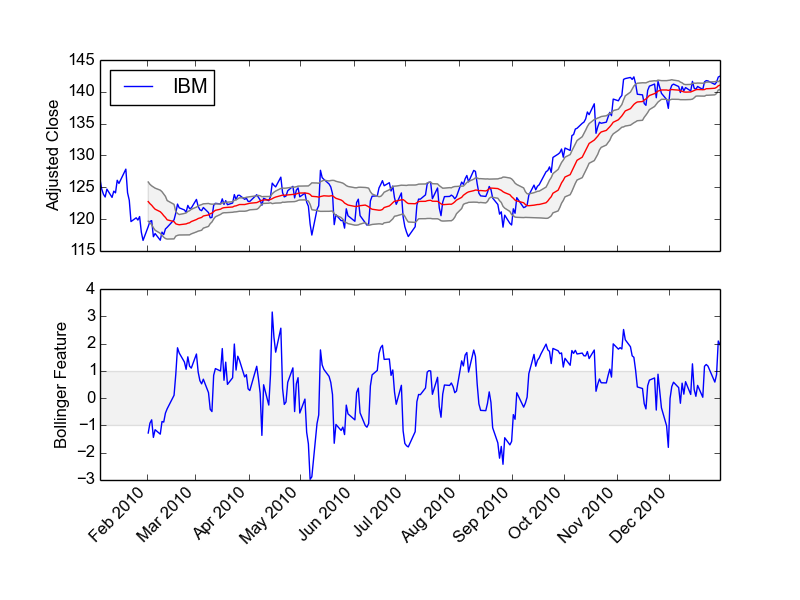 145
140
135
130
125
120
115
Adjusted Close
IBM
4
3
2
1
0
−1
−2
−3
Bollinger Feature
Feb 2010
Mar 2010
Apr 2010
May 2010
Jun 2010
Jul 2010
Aug 2010
Sep 2010
Oct 2010
Nov 2010
Dec 2010